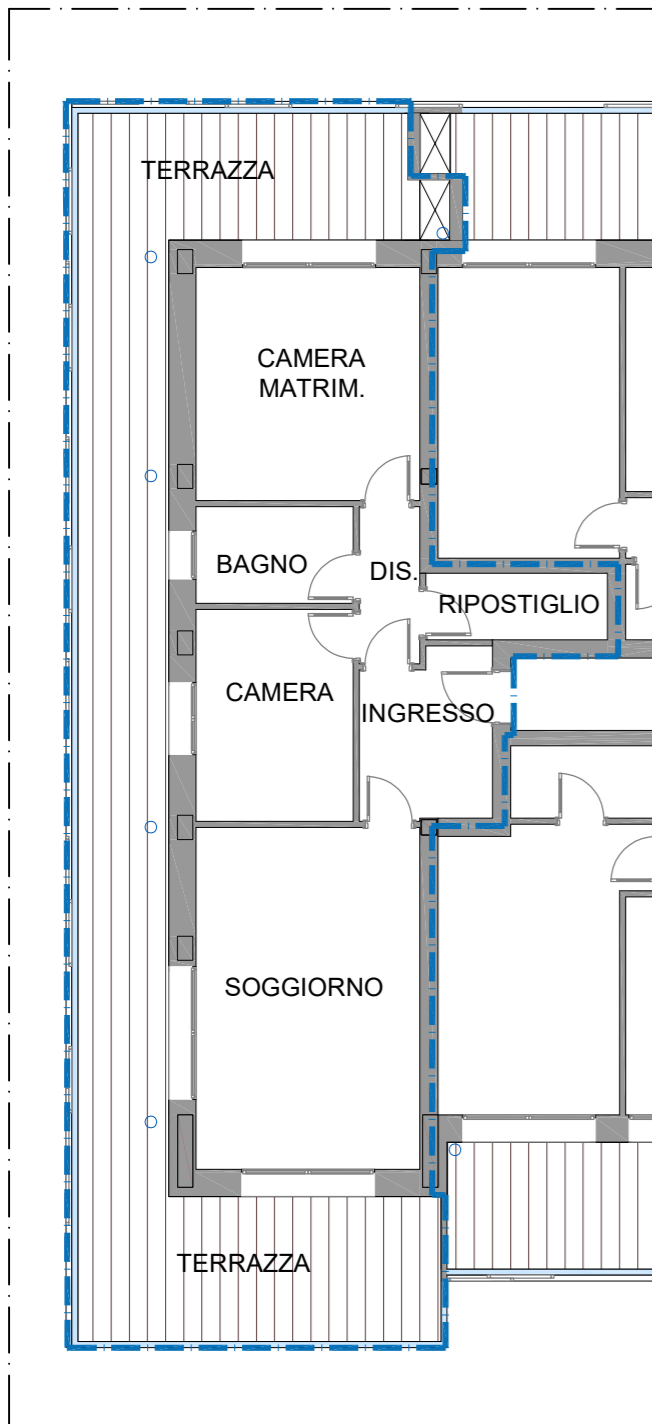 TERRAZZA
CAMERA
MATRIM.
BAGNO
DIS.
RIPOSTIGLIO
CAMERA
INGRESSO
SOGGIORNO
TERRAZZA